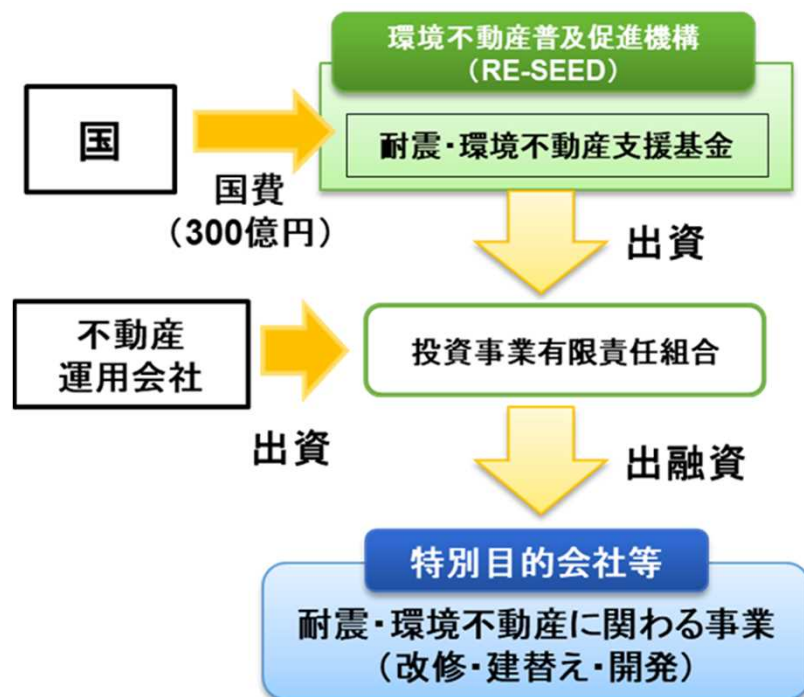 環境不動産普及促進機構
（RE-SEED）
国
耐震・環境不動産支援基金
国費
（300億円）
出資
不動産
運用会社
投資事業有限責任組合
出資
出融資
特別目的会社等
耐震・環境不動産に関わる事業
（改修・建替え・開発）